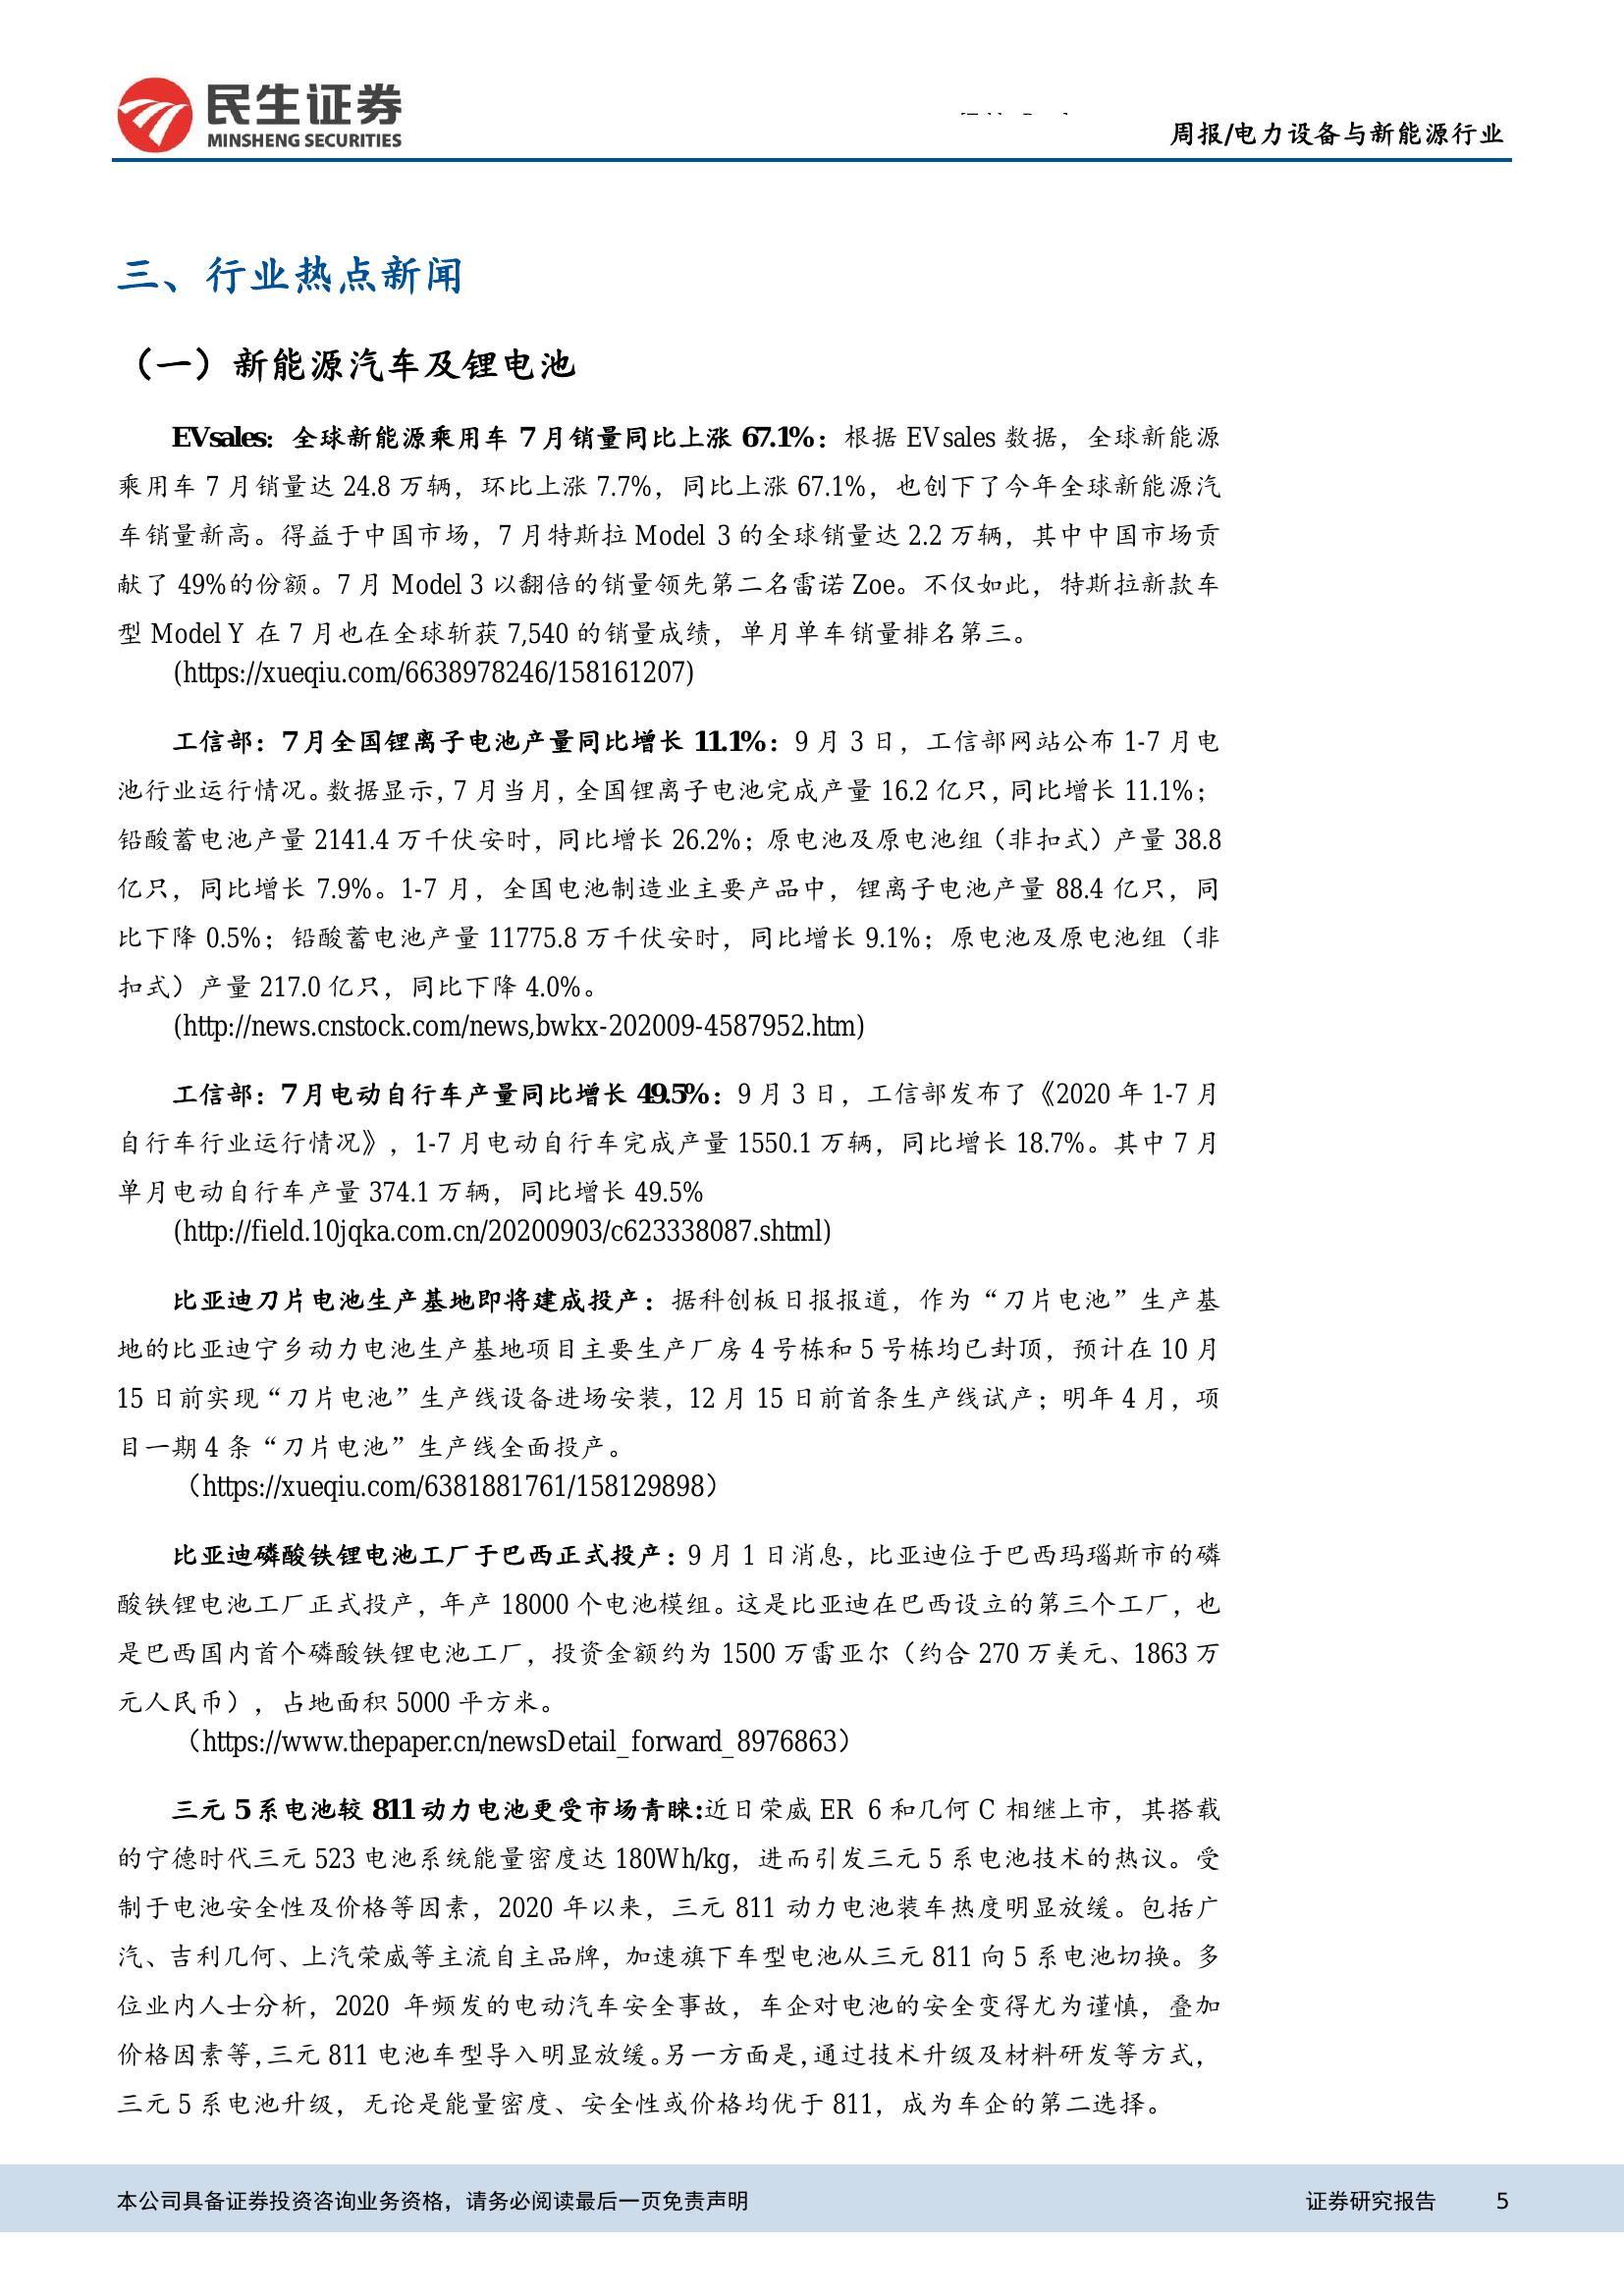 民生证券
MINSHENG SECURITIES
周报/电力设备与新能源行业
三、行业热点新闻
（一）新能源汽车及锂电池
EVsales：全球新能源乘用车 7 月销量同比上涨 67.1%：根据 EVsales 数据，全球新能源
乘用车 7 月销量达 24.8 万辆，环比上涨 7.7%，同比上涨 67.1%，也创下了今年全球新能源汽
车销量新高。得益于中国市场，7 月特斯拉 Model 3 的全球销量达 2.2 万辆，其中中国市场贡
献了 49%的份额。7 月 Model 3 以翻倍的销量领先第二名雷诺 Zoe。不仅如此，特斯拉新款车
型 Model Y 在 7 月也在全球斩获 7,540 的销量成绩，单月单车销量排名第三。
(https://xueqiu.com/6638978246/158161207)
工信部：7 月全国锂离子电池产量同比增长 11.1%：9 月 3 日，工信部网站公布 1-7 月电
池行业运行情况。数据显示，7 月当月，全国锂离子电池完成产量 16.2 亿只，同比增长 11.1%；
铅酸蓄电池产量 2141.4 万千伏安时，同比增长 26.2%；原电池及原电池组（非扣式）产量 38.8
亿只，同比增长 7.9%。1-7 月，全国电池制造业主要产品中，锂离子电池产量 88.4 亿只，同
比下降 0.5%；铅酸蓄电池产量 11775.8 万千伏安时，同比增长 9.1%；原电池及原电池组（非
扣式）产量 217.0 亿只，同比下降 4.0%。
(http://news.cnstock.com/news,bwkx-202009-4587952.htm)
工信部：7 月电动自行车产量同比增长 49.5%：9 月 3 日，工信部发布了《2020 年 1-7 月
自行车行业运行情况》，1-7 月电动自行车完成产量 1550.1 万辆，同比增长 18.7%。其中 7 月
单月电动自行车产量 374.1 万辆，同比增长 49.5%
(http://field.10jqka.com.cn/20200903/c623338087.shtml)
比亚迪刀片电池生产基地即将建成投产：据科创板日报报道，作为“刀片电池”生产基
地的比亚迪宁乡动力电池生产基地项目主要生产厂房 4 号栋和 5 号栋均已封顶，预计在 10 月
15 日前实现“刀片电池”生产线设备进场安装，12 月 15 日前首条生产线试产；明年 4 月，项
目一期 4 条“刀片电池”生产线全面投产。
（https://xueqiu.com/6381881761/158129898）
比亚迪磷酸铁锂电池工厂于巴西正式投产：9 月 1 日消息，比亚迪位于巴西玛瑙斯市的磷
酸铁锂电池工厂正式投产，年产 18000 个电池模组。这是比亚迪在巴西设立的第三个工厂，也
是巴西国内首个磷酸铁锂电池工厂，投资金额约为 1500 万雷亚尔（约合 270 万美元、1863 万
元人民币），占地面积 5000 平方米。
（https://www.thepaper.cn/newsDetail_forward_8976863）
三元 5 系电池较 811 动力电池更受市场青睐:近日荣威 ER 6 和几何 C 相继上市，其搭载
的宁德时代三元 523 电池系统能量密度达 180Wh/kg，进而引发三元 5 系电池技术的热议。受
制于电池安全性及价格等因素，2020 年以来，三元 811 动力电池装车热度明显放缓。包括广
汽、吉利几何、上汽荣威等主流自主品牌，加速旗下车型电池从三元 811 向 5 系电池切换。多
位业内人士分析，2020 年频发的电动汽车安全事故，车企对电池的安全变得尤为谨慎，叠加
价格因素等，三元 811 电池车型导入明显放缓。另一方面是，通过技术升级及材料研发等方式，
三元 5 系电池升级，无论是能量密度、安全性或价格均优于 811，成为车企的第二选择。
本公司具备证券投资咨询业务资格，请务必阅读最后一页免责声明
证券研究报告 5